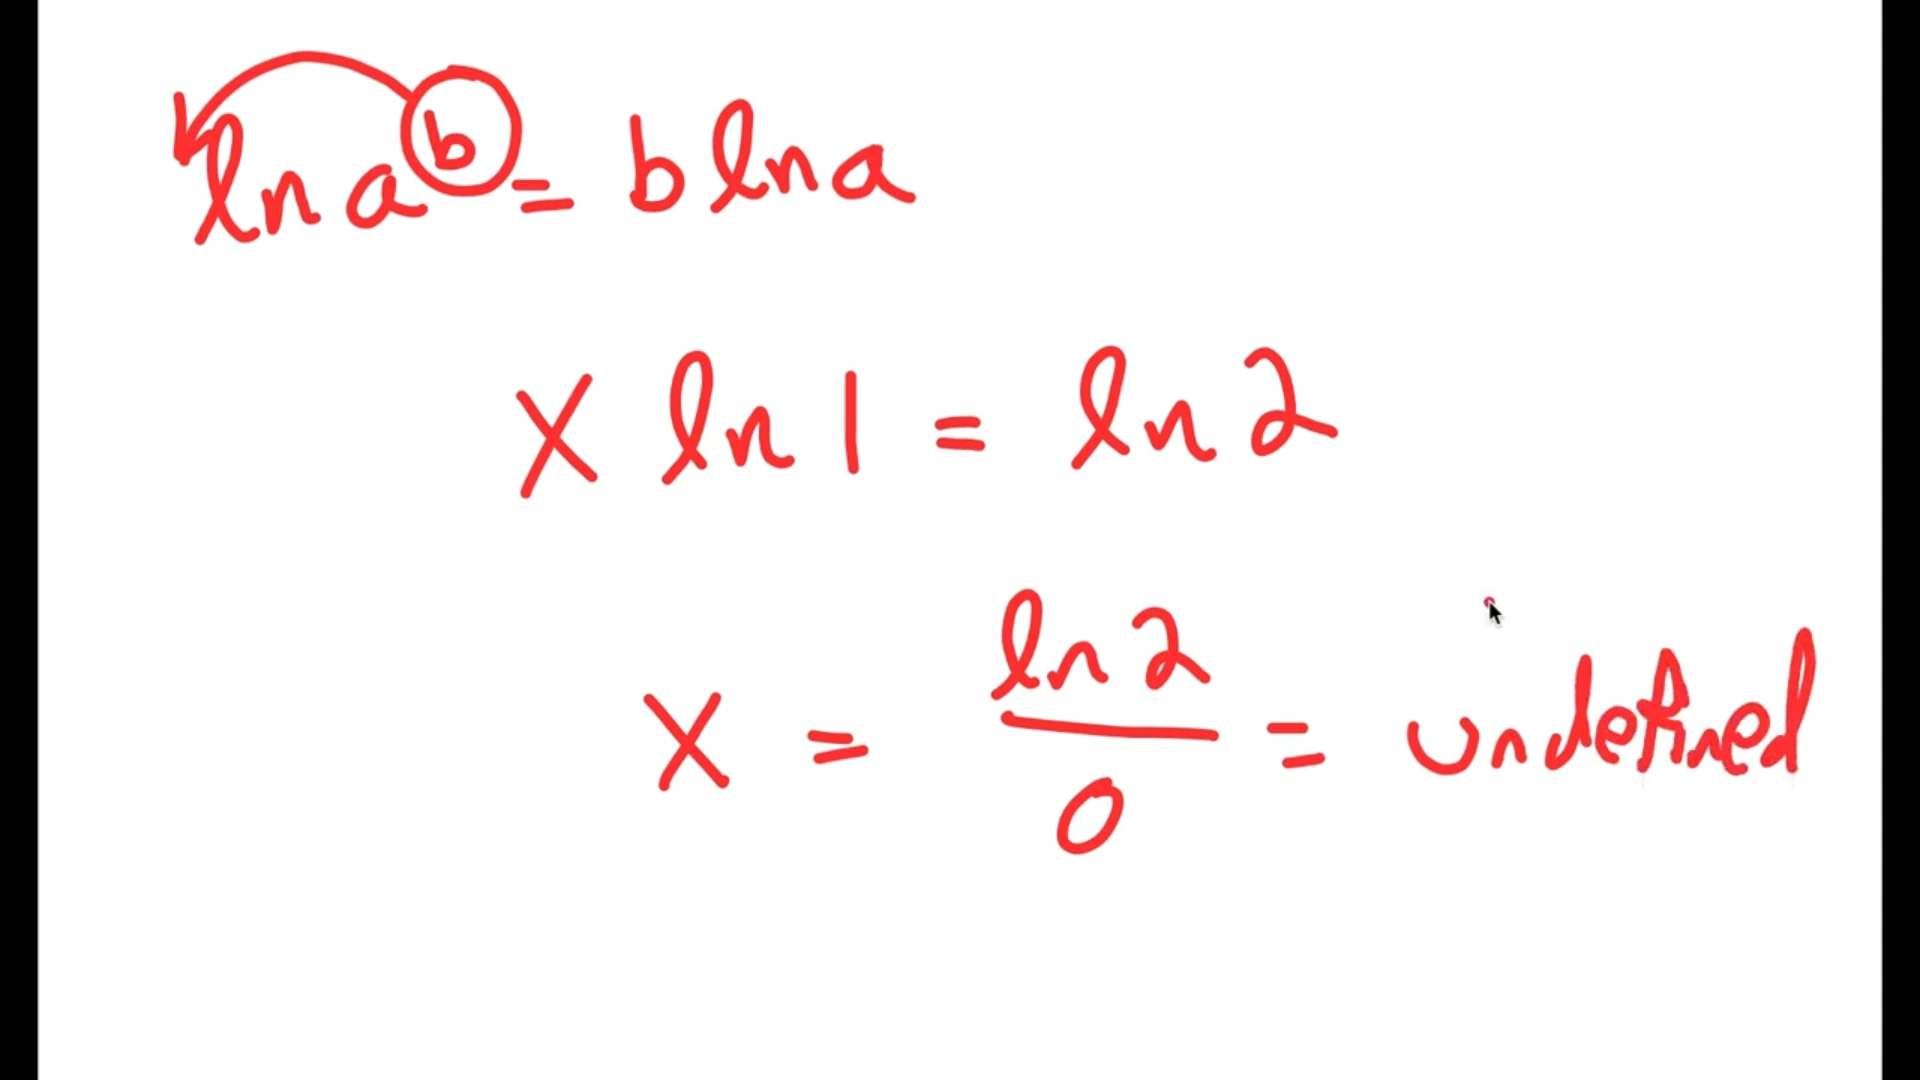 ln a^b = b ln a
x ln 1 = ln 2
x = ln 2 / 0 = undefined